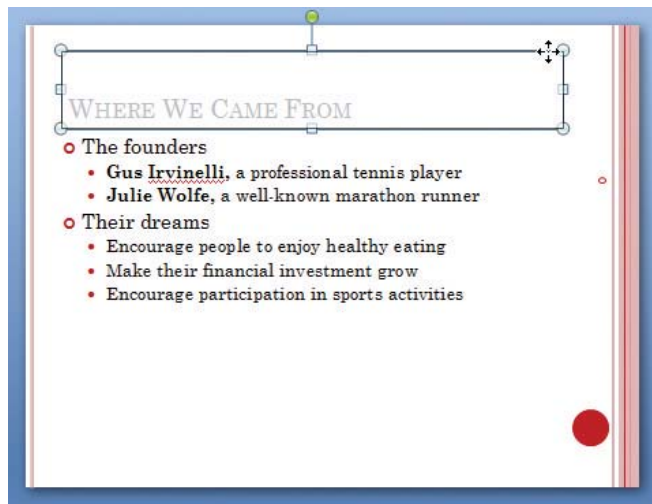 WHERE WE CAME FROM
The founders
Gus Irvinelli, a professional tennis player
Julie Wolfe, a well-known marathon runner
Their dreams
Encourage people to enjoy healthy eating
Make their financial investment grow
Encourage participation in sports activities